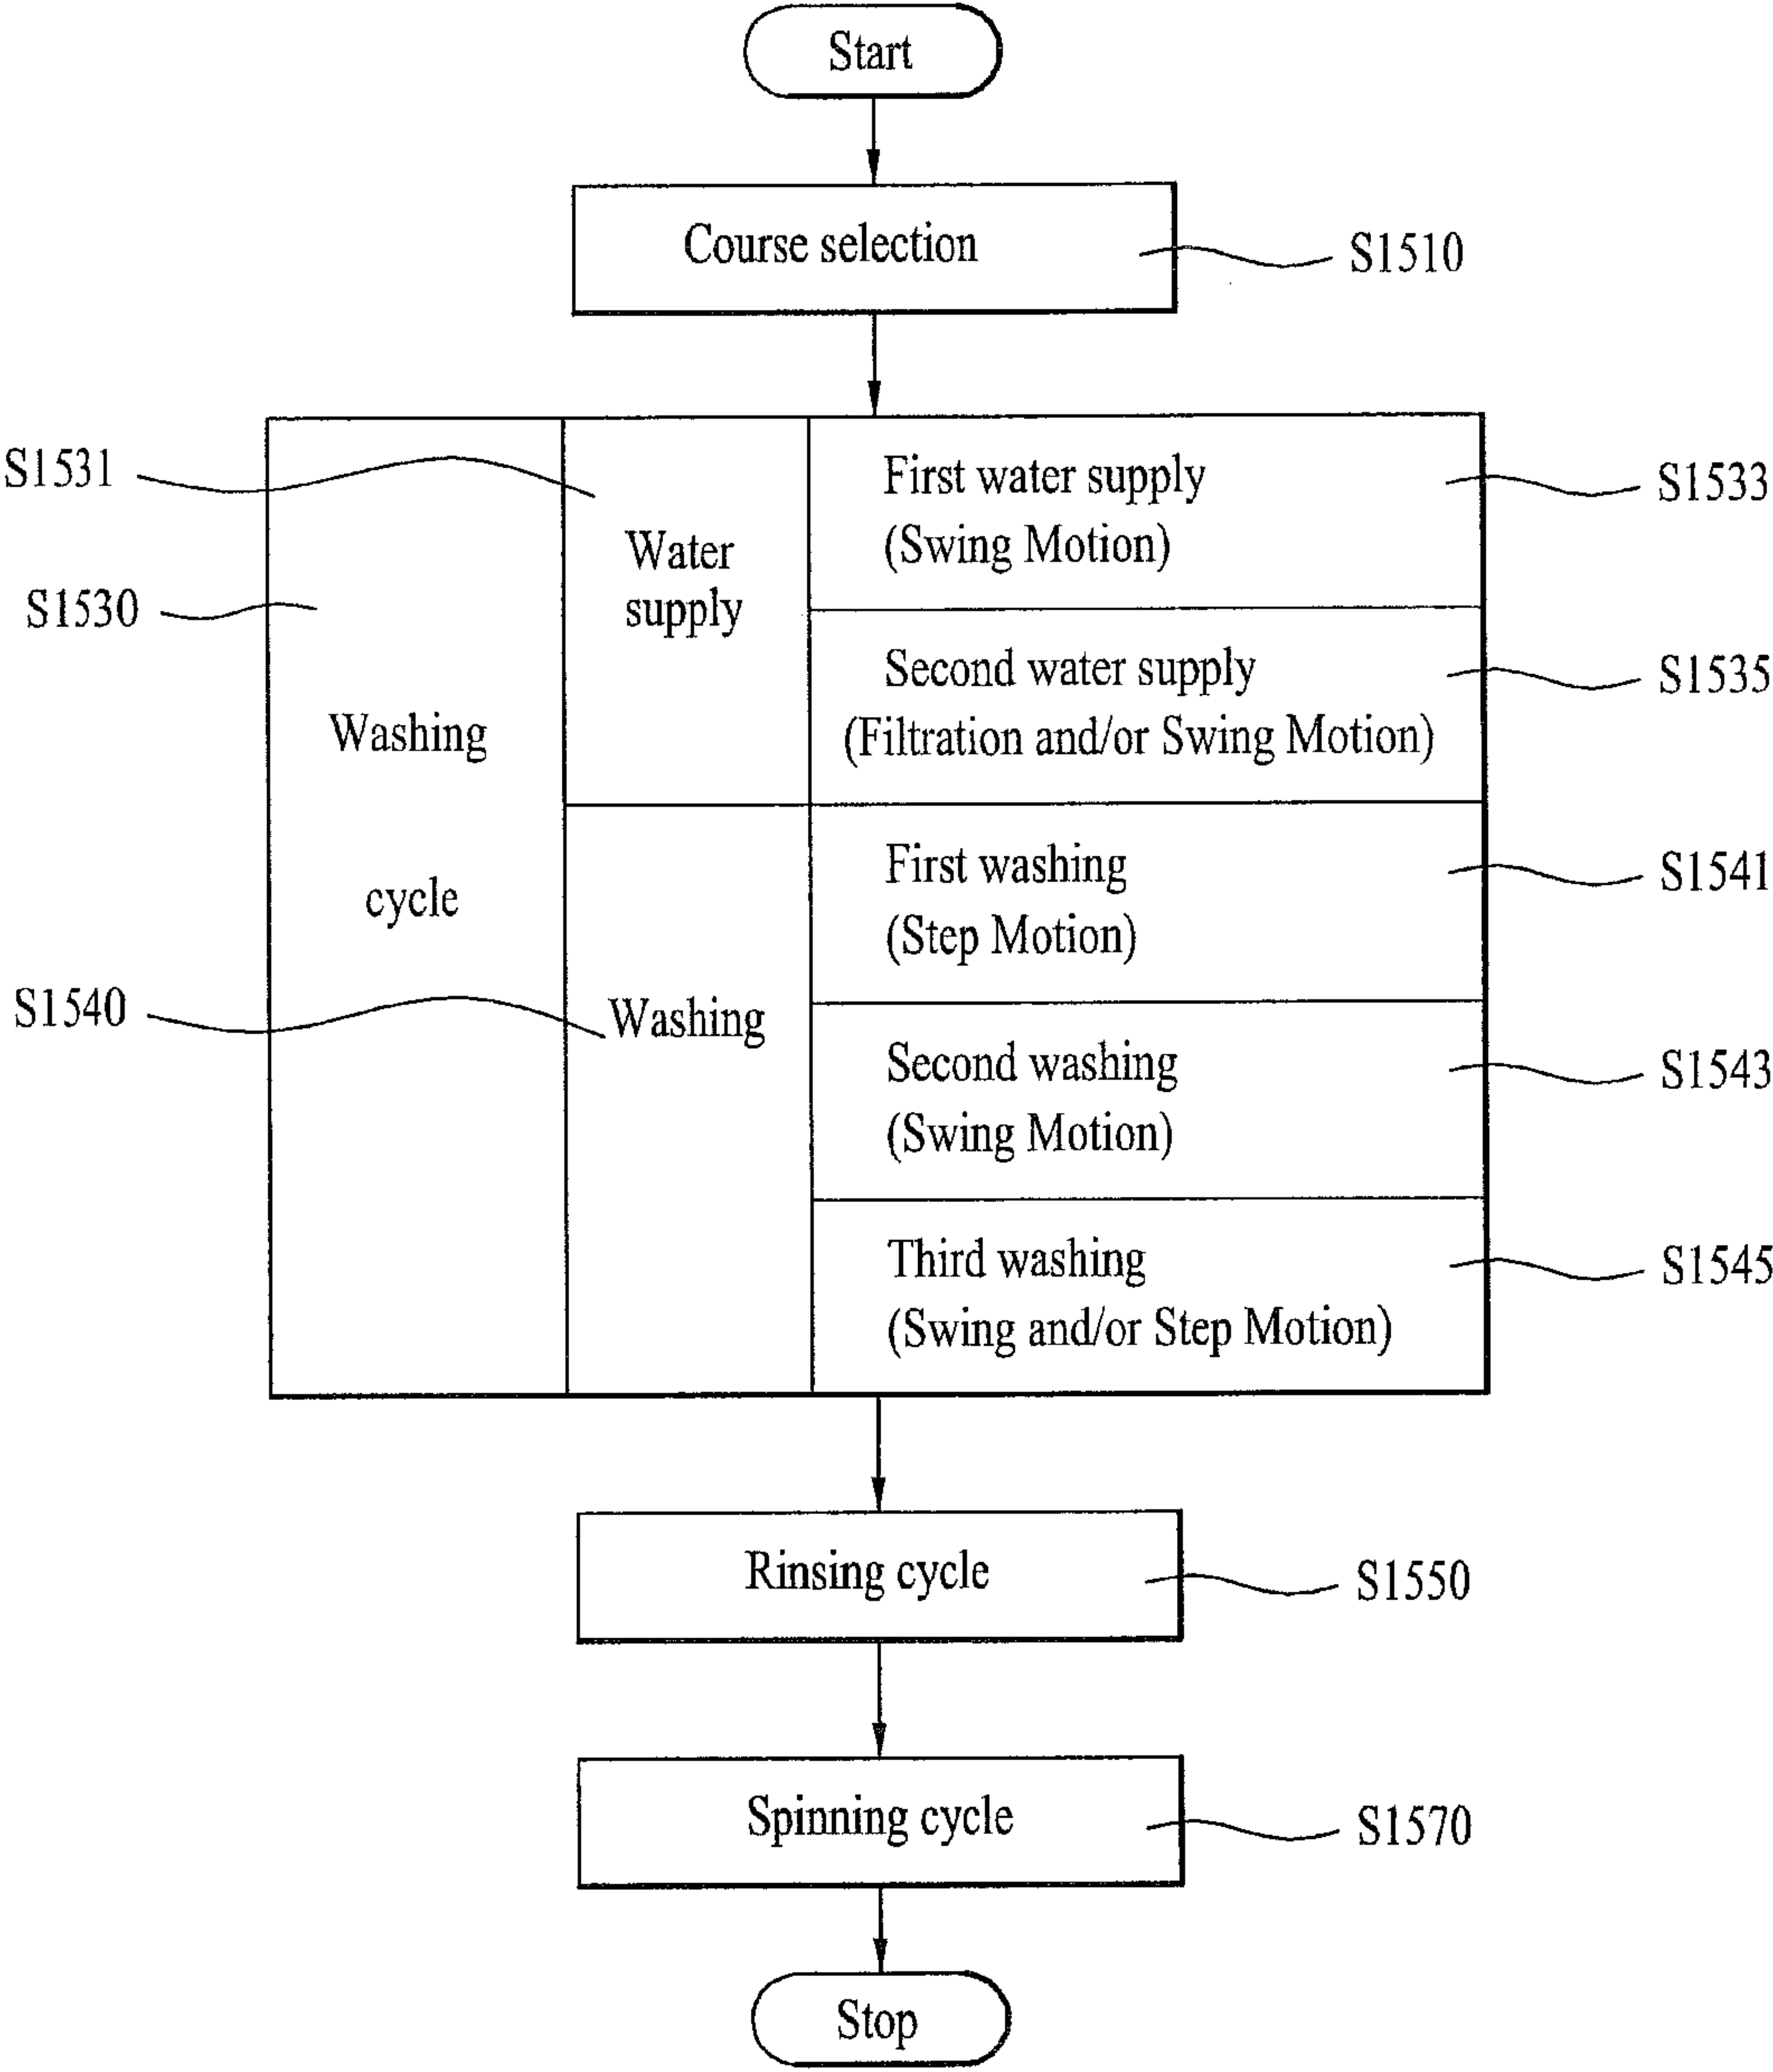 Start
Course selection
S1510
S1531
Water
supply
First water supply
(Swing Motion)
S1533
S1530
Washing
cycle
Second water supply
(Filtration and/or Swing Motion)
S1535
First washing
(Step Motion)
S1541
S1540
Washing
Second washing
(Swing Motion)
S1543
Third washing
(Swing and/or Step Motion)
S1545
Rinsing cycle
S1550
Spinning cycle
S1570
Stop